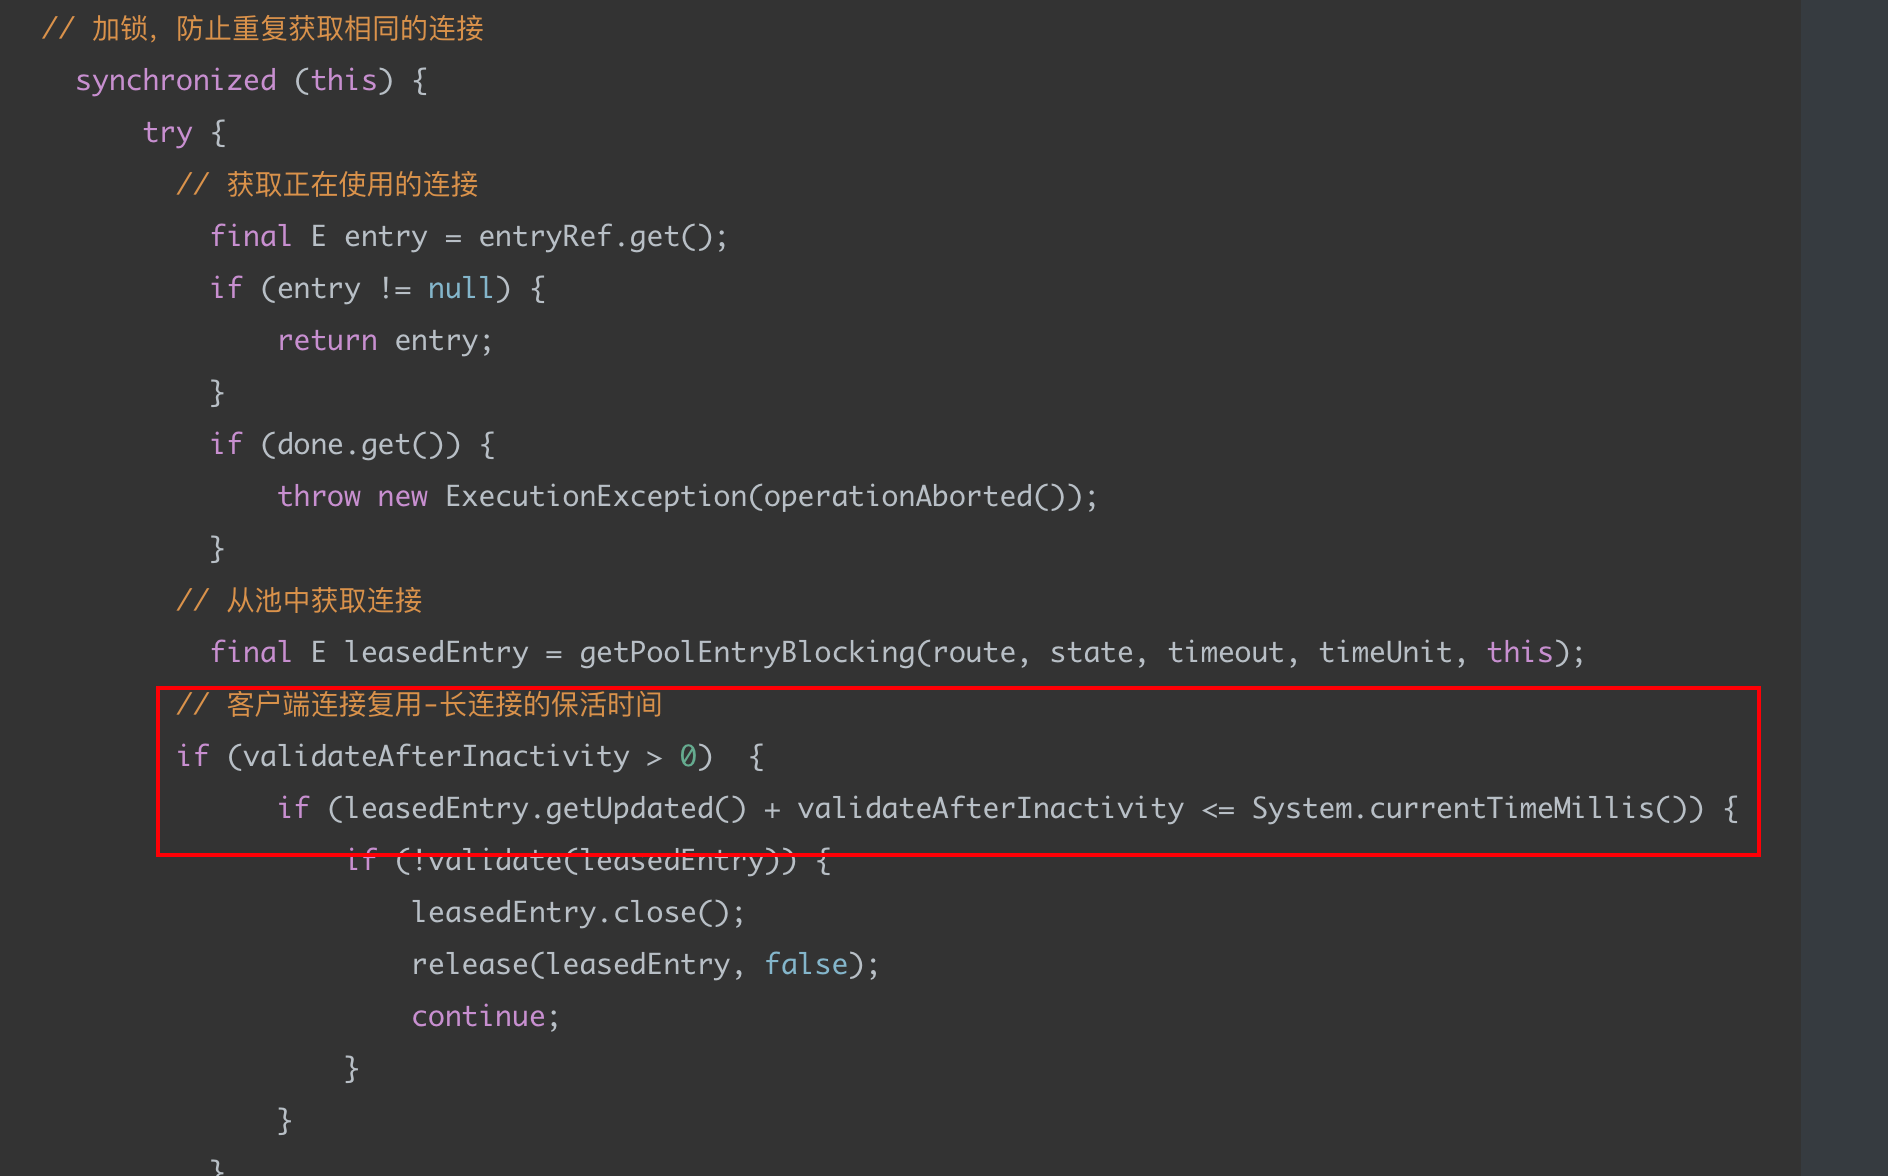 // 加锁，防止重复获取相同的连接
synchronized (this) {
try {
// 获取正在使用的连接
final E entry = entryRef.get();
if (entry != null) {
return entry;
}
if (done.get()) {
throw new ExecutionException(operationAborted());
}
// 从池中获取连接
final E leasedEntry = getPoolEntryBlocking(route, state, timeout, timeUnit, this);
// 客户端连接复用-长连接的保活时间
if (validateAfterInactivity > 0)  {
if (leasedEntry.getUpdated() + validateAfterInactivity <= System.currentTimeMillis()) {
if (!validate(leasedEntry)) {
leasedEntry.close();
release(leasedEntry, false);
continue;
}
}
}